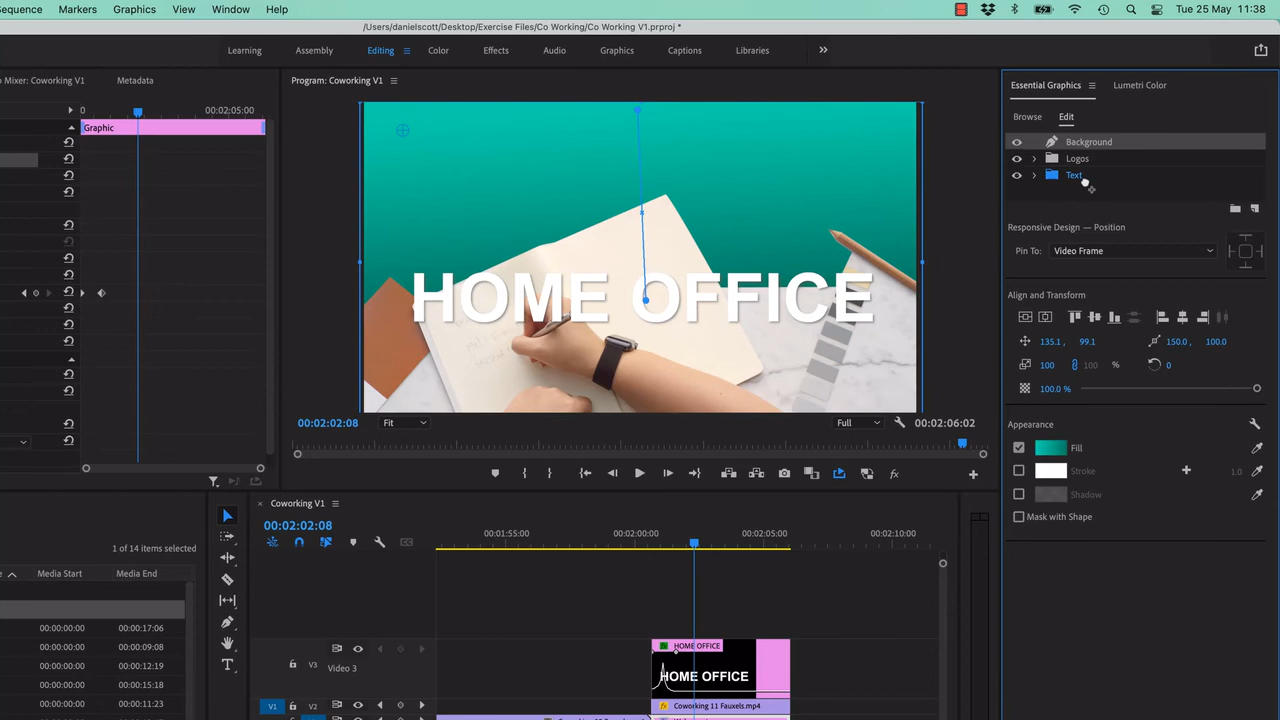 Sequence Markers Graphics View Window Help Tue 25 May 11:38
/Users/danielscott/Desktop/Exercise Files/Co Working/Co Working V1.prproj *
Learning Assembly Editing Color Effects Audio Graphics Captions Libraries
Mixer: Coworking V1 Metadata
Program: Coworking V1
Essential Graphics Lumetri Color
0 00:02:05:00
Graphic
Browse Edit
Background
Logos
Text
Responsive Design — Position
Pin To: Video Frame
HOME OFFICE
Align and Transform
135.1 , 99.1 150.0 , 100.0
100 100 % 0
100.0 %
Appearance
Fill
Stroke 1.0
Shadow
Mask with Shape
00:02:02:08 Fit Full 00:02:06:02
fx
Coworking V1
00:02:02:08
00:01:55:00 00:02:00:00 00:02:05:00 00:02:10:00
1 of 14 items selected
Media Start Media End
00:00:00:00 00:00:17:06
00:00:00:00 00:00:09:08
00:00:00:00 00:00:12:19
00:00:00:00 00:00:15:18
00:00:00:00 00:00:11:23
V3 Video 3
HOME OFFICE
HOME OFFICE
V1 V2
fx Coworking 11 Fauxels.mp4